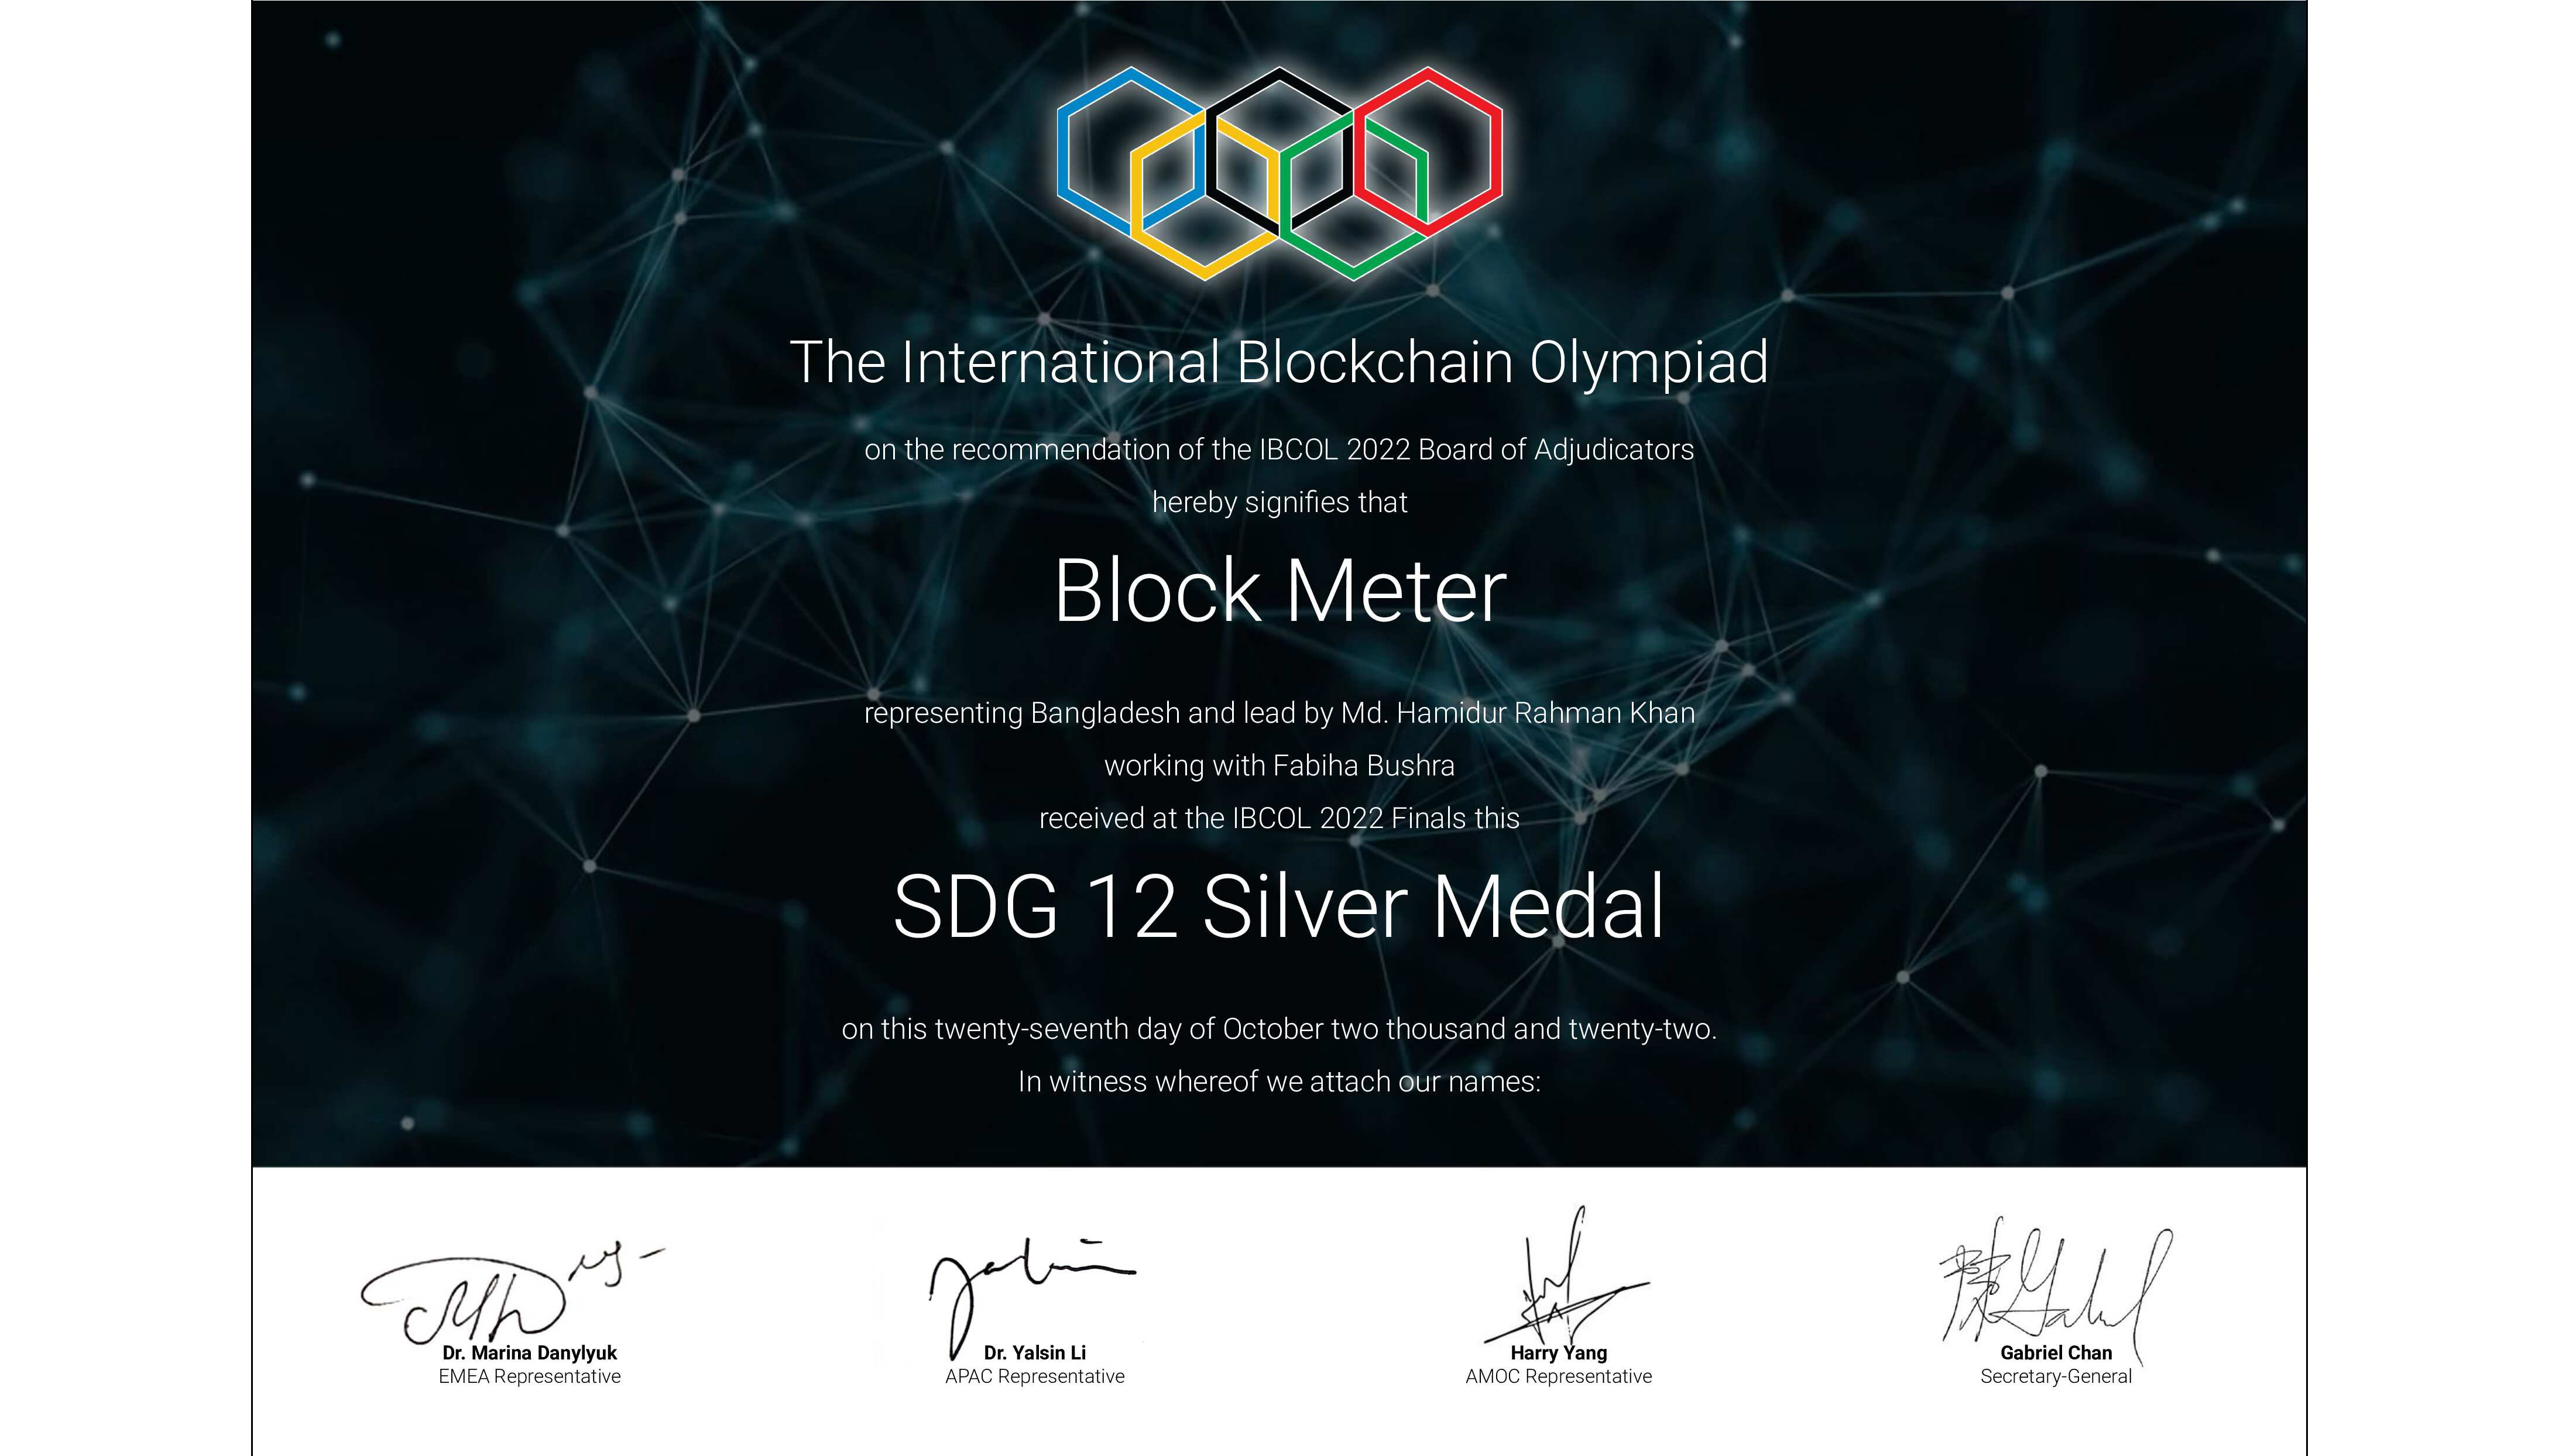 The International Blockchain Olympiad
on the recommendation of the IBCOL 2022 Board of Adjudicators
hereby signifies that
Block Meter
representing Bangladesh and lead by Md. Hamidur Rahman Khan
working with Fabiha Bushra
received at the IBCOL 2022 Finals this
SDG 12 Silver Medal
on this twenty-seventh day of October two thousand and twenty-two.
In witness whereof we attach our names:
Dr. Marina Danylyuk
EMEA Representative
Dr. Yalsin Li
APAC Representative
Harry Yang
AMOC Representative
Gabriel Chan
Secretary-General